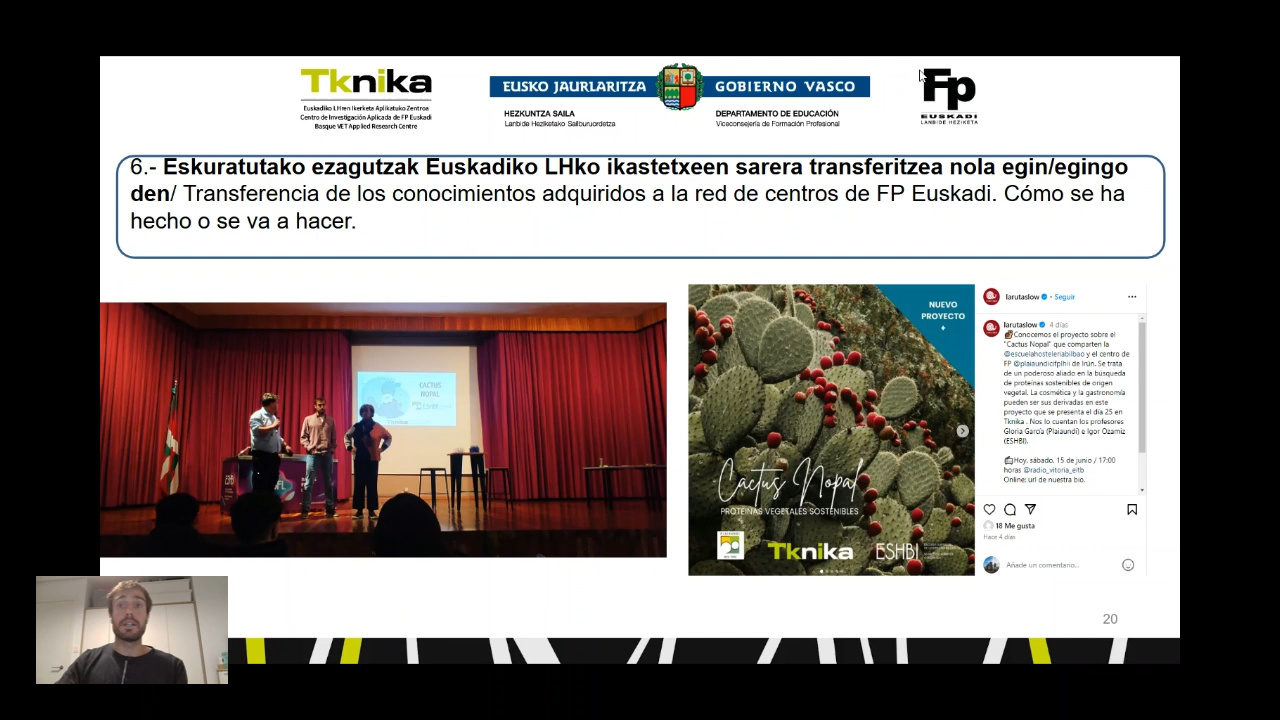 Tknika
Euskadiko LHren Ikerketa Aplikatuko Zentroa
Centro de Investigación Aplicada de FP Euskadi
Basque VET Applied Research Centre
EUSKO JAURLARITZA
GOBIERNO VASCO
HEZKUNTZA SAILA
Lanbide Heziketako Sailburuordetza
DEPARTAMENTO DE EDUCACIÓN
Viceconsejería de Formación Profesional
Fp
EUSKADI
LANBIDE HEZIKETA
6.- Eskuratutako ezagutzak Euskadiko LHko ikastetxeen sarera transferitzea nola egin/egingo
den/ Transferencia de los conocimientos adquiridos a la red de centros de FP Euskadi. Cómo se ha
hecho o se va a hacer.
CACTUS
NOPAL
NUEVO
PROYECTO
+
Cactus Nopal
PROTEINAS VEGETALES SOSTENIBLES
Tknika
ESHBI
larutaslow • Seguir
larutaslow 4 días
Conocemos el proyecto sobre el
"Cactus Nopal" que comparten la
@escuelahosteleriabilbao y el centro de
FP @plaiaundicifplhii de Irún. Se trata
de un poderoso aliado en la búsqueda
de proteínas sostenibles de origen
vegetal. La cosmética y la gastronomía
pueden ser sus derivadas en este
proyecto que se presenta el día 25 en
Tknika . Nos lo cuentan los profesores
Gloria García (Plaiaundi) e Igor Ozamiz
(ESHBI).
Hoy, sábado, 15 de junio / 17:00
horas @radio_vitoria_eitb
Online: url de nuestra bio.
18 Me gusta
Hace 4 días
Añade un comentario...
20